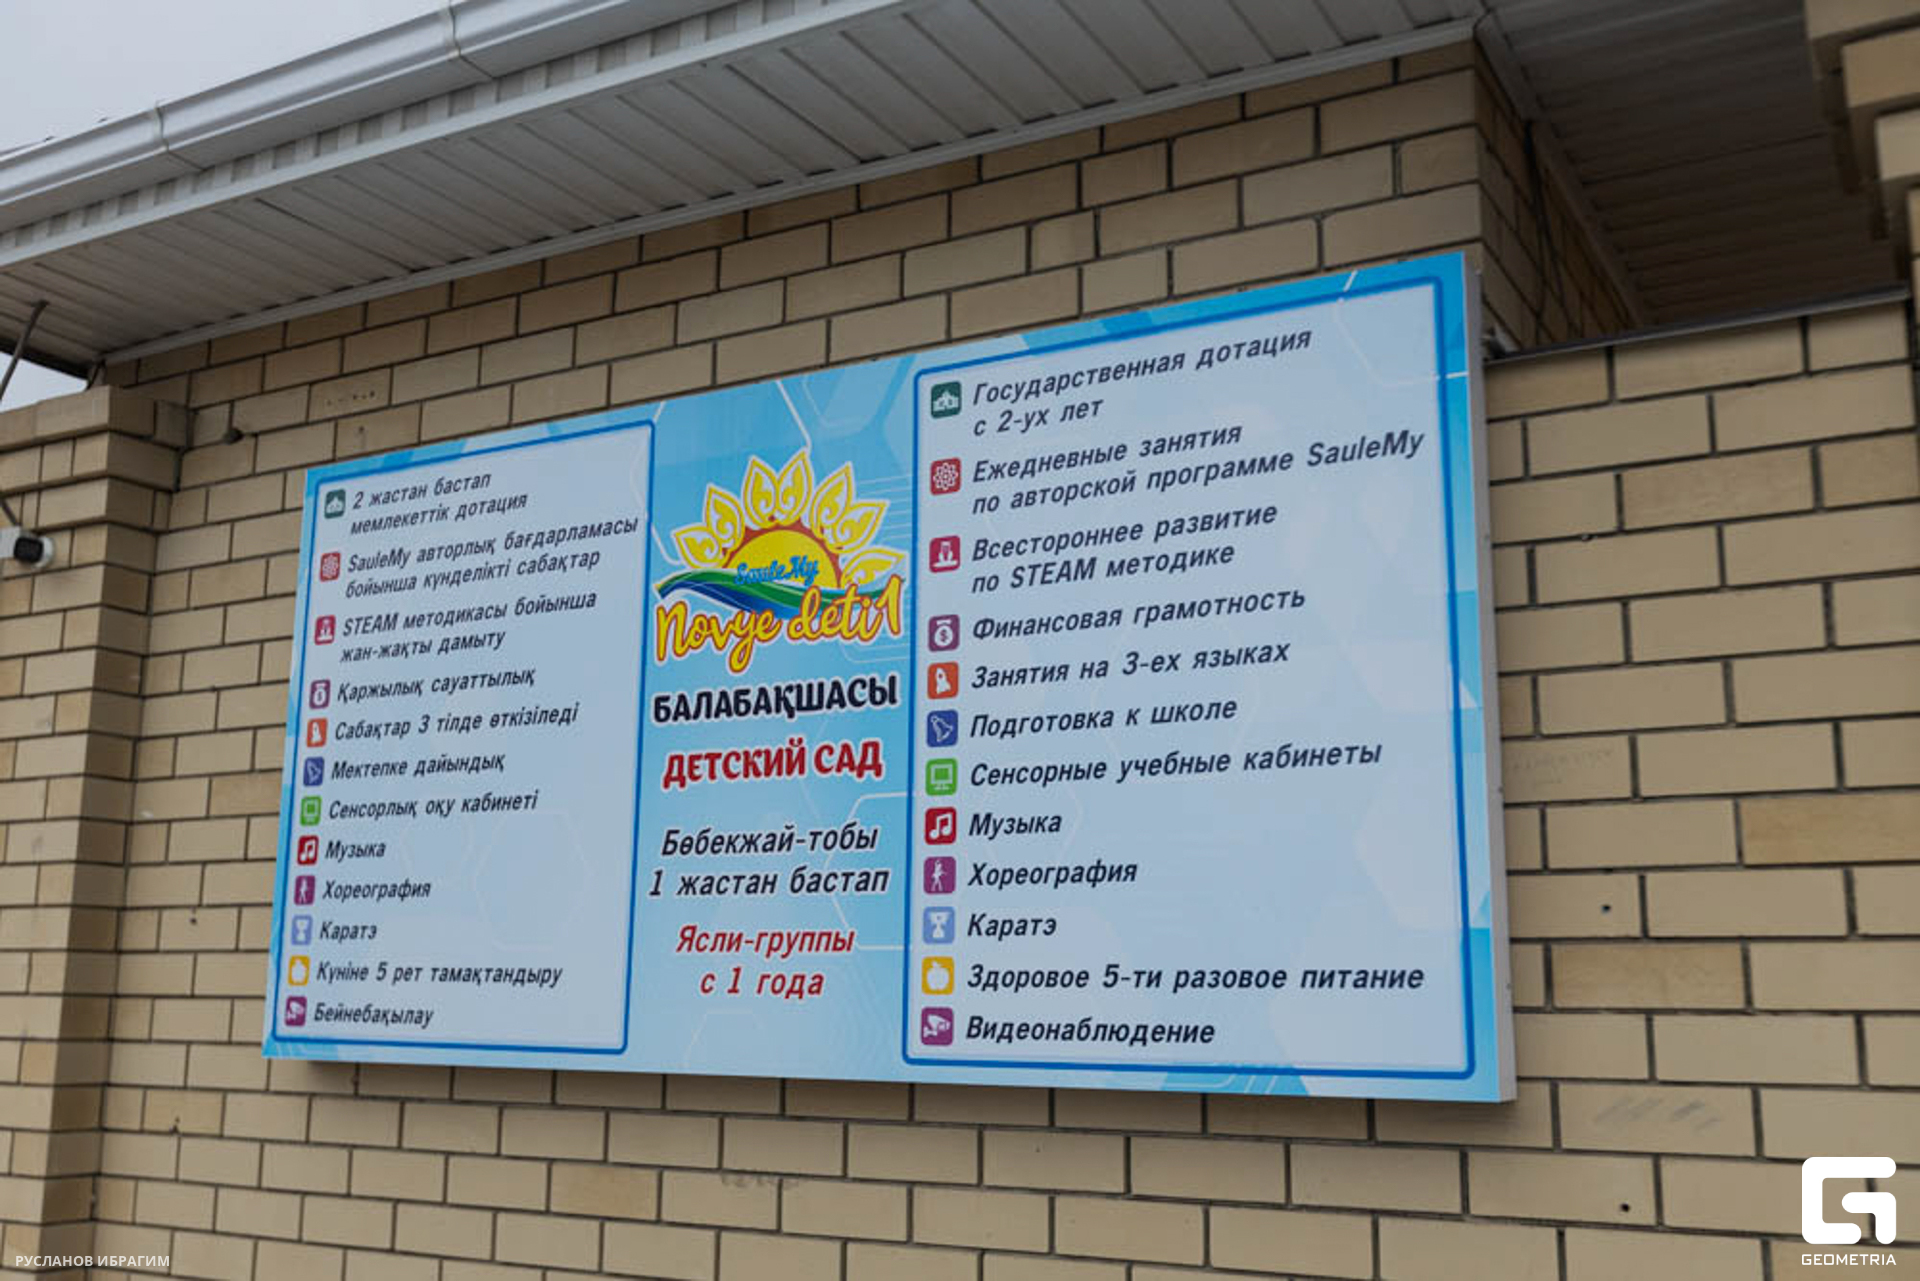 2 жастан бастап
мемлекеттік дотация
SauleMy авторлық бағдарламасы
бойынша күнделікті сабақтар
STEAM методикасы бойынша
жан-жақты дамыту
Қаржылық сауаттылық
Сабақтар 3 тілде өткізіледі
Мектепке дайындық
Сенсорлық оқу кабинеті
Музыка
Хореография
Каратэ
Күніне 5 рет тамақтандыру
Бейнебақылау
SauleMy
Novye deti1
БАЛАБАҚШАСЫ
ДЕТСКИЙ САД
Бөбекжай-тобы
1 жастан бастап
Ясли-группы
с 1 года
Государственная дотация
с 2-ух лет
Ежедневные занятия
по авторской программе SauleMy
Всестороннее развитие
по STEAM методике
Финансовая грамотность
Занятия на 3-ех языках
Подготовка к школе
Сенсорные учебные кабинеты
Музыка
Хореография
Каратэ
Здоровое 5-ти разовое питание
Видеонаблюдение
РУСЛАНОВ ИБРАГИМ
GEOMETRIA